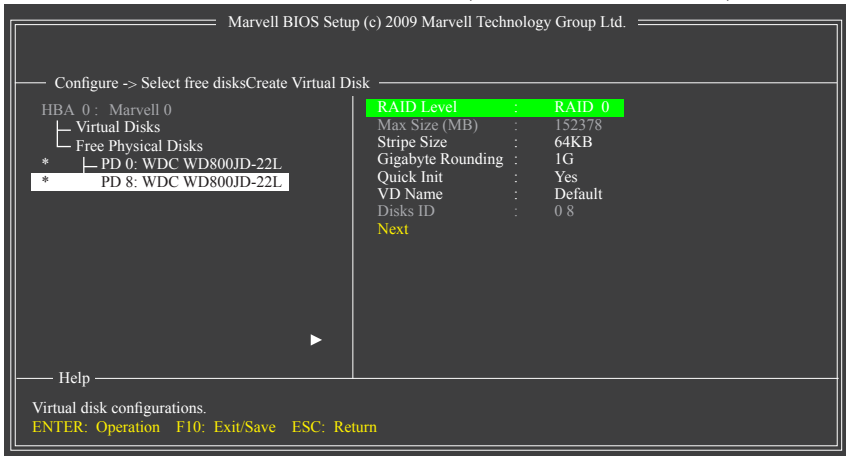 Marvell BIOS Setup (c) 2009 Marvell Technology Group Ltd.
Configure -> Select free disksCreate Virtual Disk
HBA 0 : Marvell 0
Virtual Disks
Free Physical Disks
* PD 0: WDC WD800JD-22L
* PD 8: WDC WD800JD-22L
RAID Level : RAID 0
Max Size (MB) : 152378
Stripe Size : 64KB
Gigabyte Rounding : 1G
Quick Init : Yes
VD Name : Default
Disks ID : 0 8
Next
Help
Virtual disk configurations.
ENTER: Operation F10: Exit/Save ESC: Return